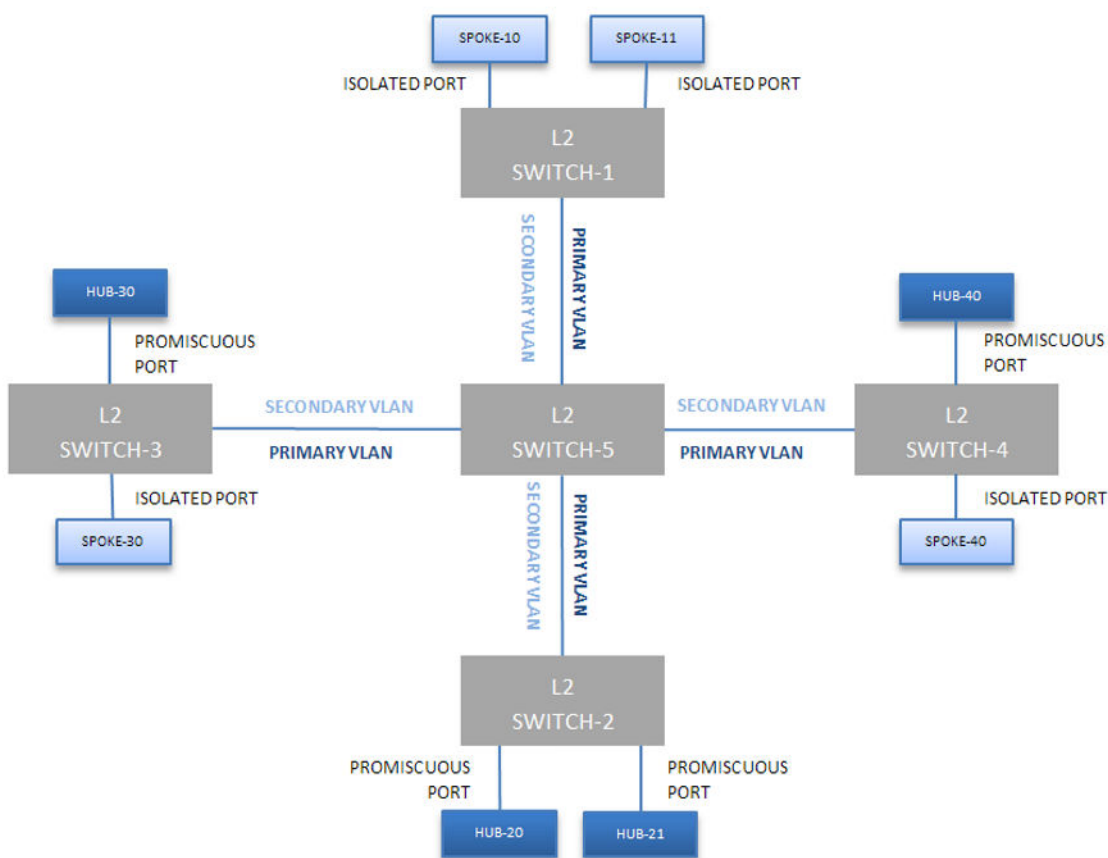 SPOKE-10
SPOKE-11
ISOLATED PORT
ISOLATED PORT
L2
SWITCH-1
SECONDARY VLAN
PRIMARY VLAN
HUB-30
HUB-40
PROMISCUOUS
PORT
PROMISCUOUS
PORT
L2
SWITCH-3
SECONDARY VLAN
PRIMARY VLAN
L2
SWITCH-5
SECONDARY VLAN
PRIMARY VLAN
L2
SWITCH-4
ISOLATED PORT
SPOKE-30
ISOLATED PORT
SPOKE-40
SECONDARY VLAN
PRIMARY VLAN
L2
SWITCH-2
PROMISCUOUS
PORT
PROMISCUOUS
PORT
HUB-20
HUB-21